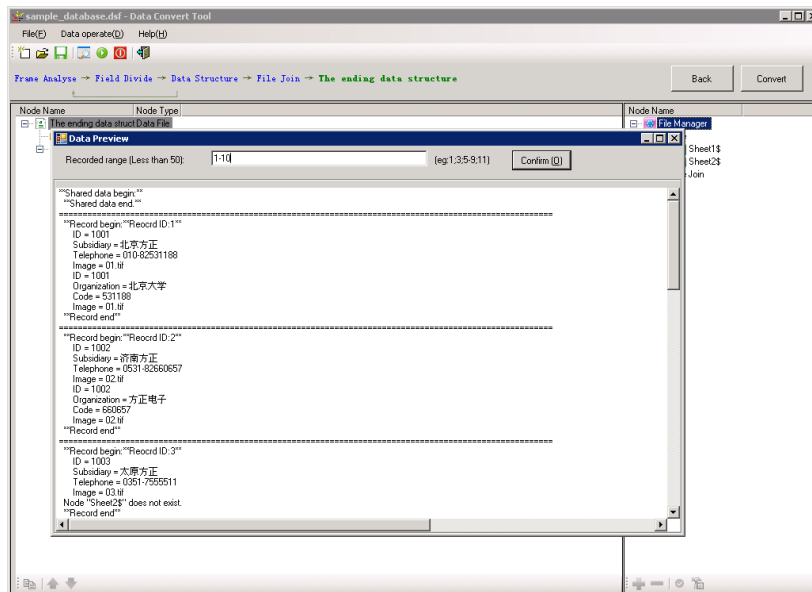 sample_database.dsf - Data Convert Tool
File(F) Data operate(D) Help(H)
Frame Analyse → Field Divide → Data Structure → File Join → The ending data structure
Back
Convert
Node Name Node Type
The ending data struct Data File
Node Name
File Manager
Sheet1$
Sheet2$
Join
Data Preview
Recorded range (Less than 50): 1-10 (eg:1;3;5-9;11) Confirm (O)
**Shared data begin:**
**Shared data end.**
**Record begin:**Reocrd ID:1**
ID = 1001
Subsidiary = 北京方正
Telephone = 010-82531188
Image = 01.tif
ID = 1001
Organization = 北京大学
Code = 531188
Image = 01.tif
**Record end**
**Record begin:**Reocrd ID:2**
ID = 1002
Subsidiary = 济南方正
Telephone = 0531-82660657
Image = 02.tif
ID = 1002
Organization = 方正电子
Code = 660657
Image = 02.tif
**Record end**
**Record begin:**Reocrd ID:3**
ID = 1003
Subsidiary = 太原方正
Telephone = 0351-7555511
Image = 03.tif
Node "Sheet2$" does not exist.
**Record end**